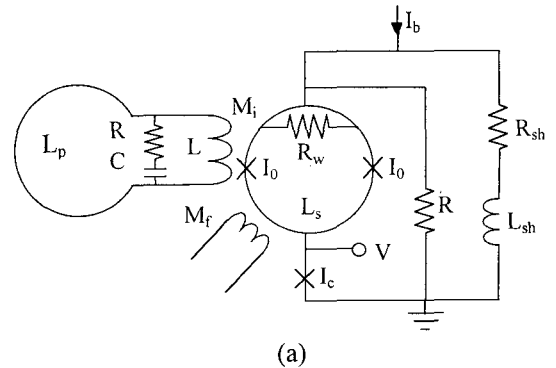 I_b
M_i
R
C
L_p
L
R_w
I_0
I_0
R_sh
M_f
L_s
R
L_sh
V
I_c
(a)